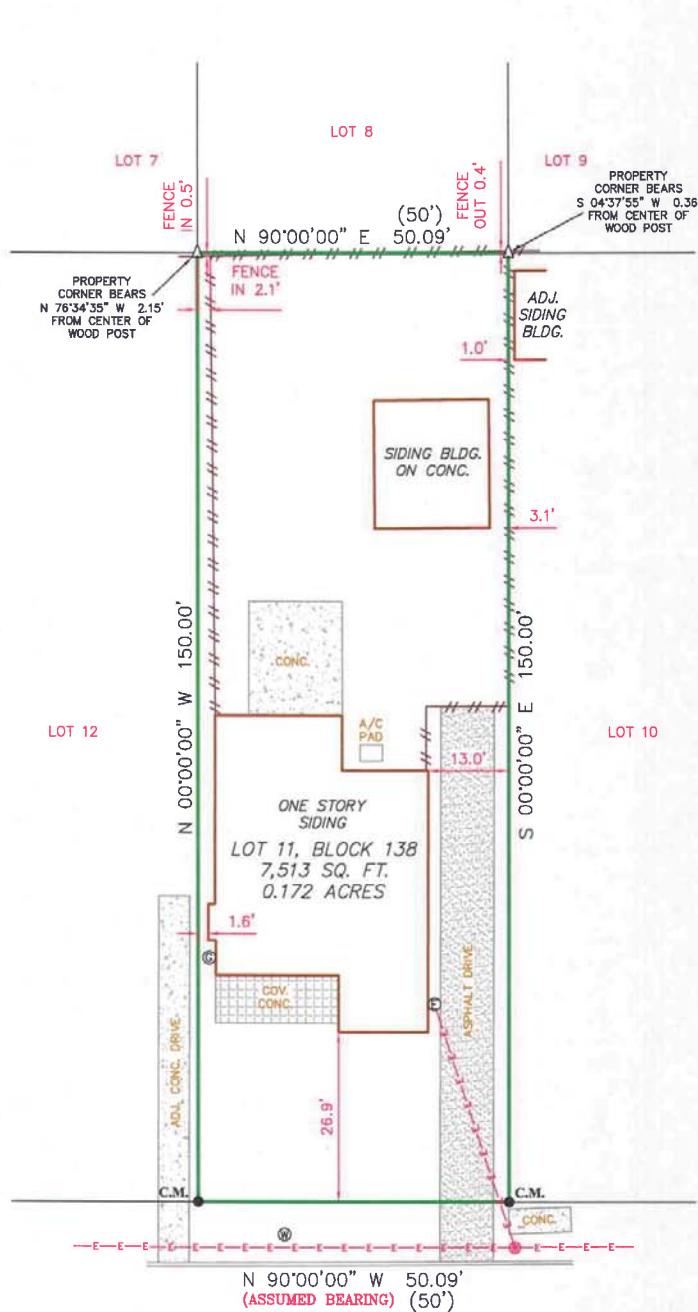 LOT 8
LOT 7
LOT 9
FENCE
IN 0.5'
FENCE
OUT 0.4'
PROPERTY
CORNER BEARS
S 04°37'55" W 0.36
FROM CENTER OF
WOOD POST
(50')
N 90°00'00" E 50.09'
PROPERTY
CORNER BEARS
N 76°34'35" W 2.15'
FROM CENTER OF
WOOD POST
FENCE
IN 2.1'
ADJ.
SIDING
BLDG.
1.0'
SIDING BLDG.
ON CONC.
3.1'
N 00°00'00" W 150.00'
S 00°00'00" E 150.00'
CONC.
LOT 12
LOT 10
A/C
PAD
13.0'
ONE STORY
SIDING
LOT 11, BLOCK 138
7,513 SQ. FT.
0.172 ACRES
1.6'
G
COV.
CONC.
E
ASPHALT DRIVE
ADJ. CONC. DRIVE
26.9'
C.M.
C.M.
CONC.
W
E E E E E E E E E E E E
N 90°00'00" W 50.09'
(ASSUMED BEARING) (50')